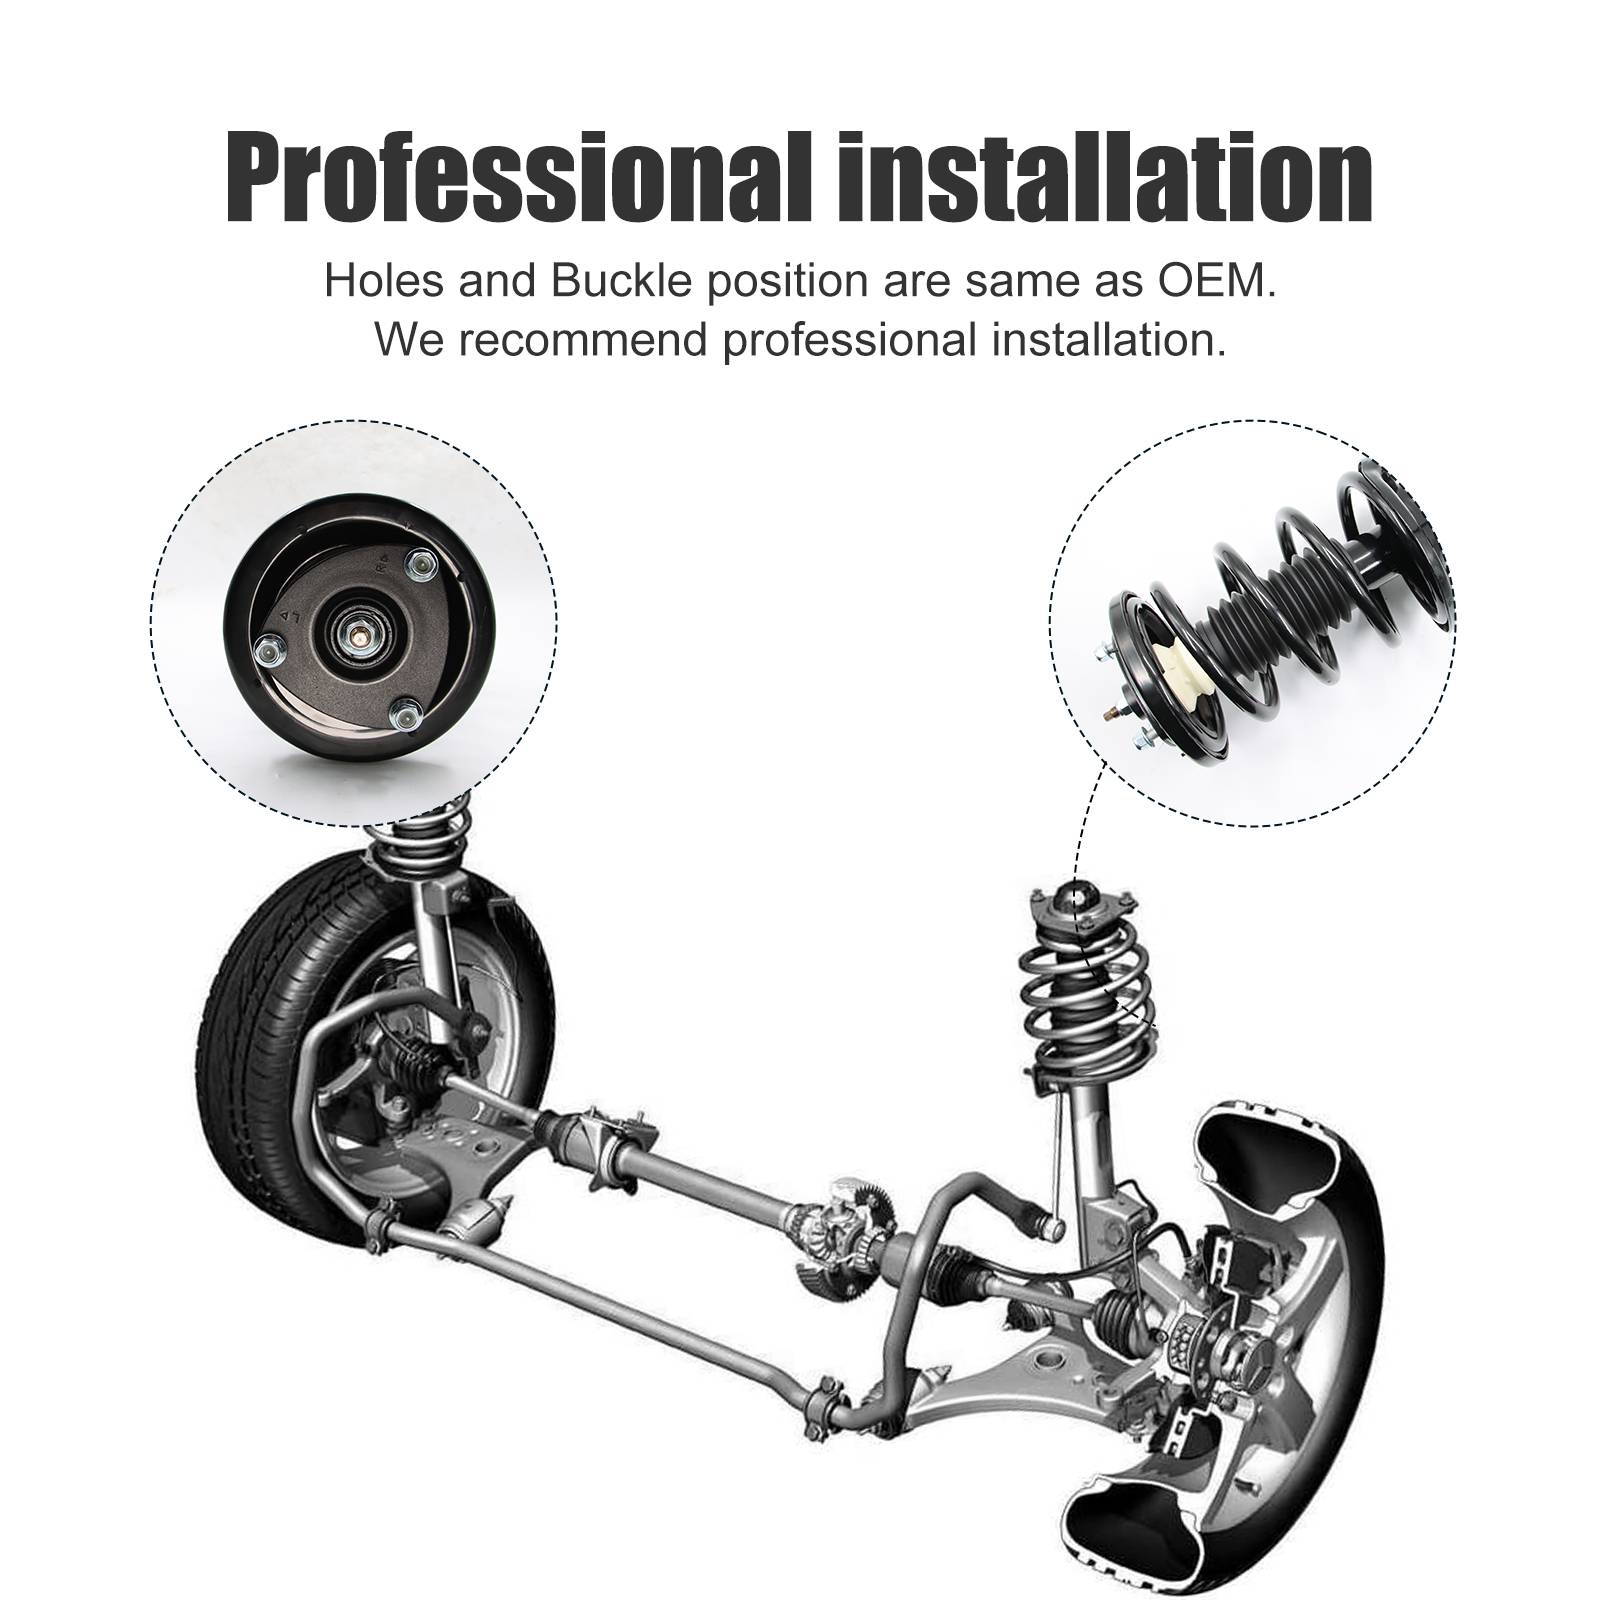 Professional installation
Holes and Buckle position are same as OEM.
We recommend professional installation.